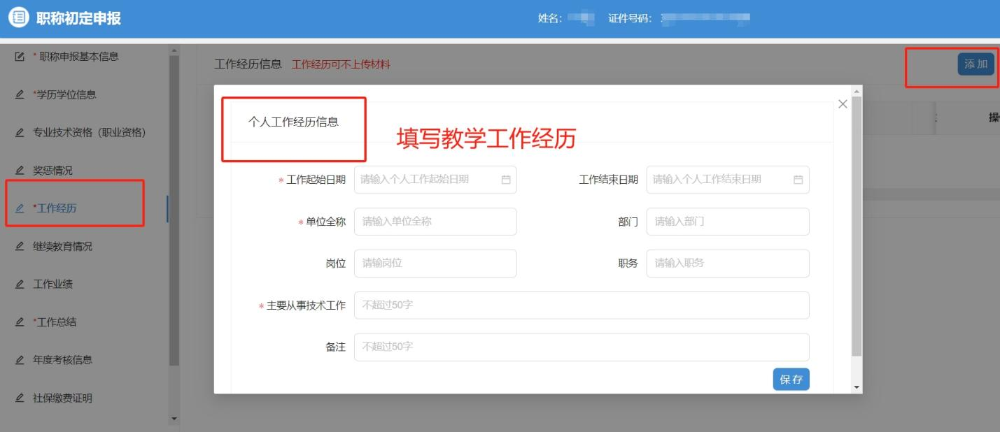 职称初定申报
姓名：
证件号码：
* 职称申报基本信息
*学历学位信息
专业技术资格（职业资格）
奖惩情况
*工作经历
继续教育情况
工作业绩
*工作总结
年度考核信息
社保缴费证明
工作经历信息 工作经历可不上传材料
添加
个人工作经历信息
填写教学工作经历
* 工作起始日期 请输入个人工作起始日期
工作结束日期 请输入个人工作结束日期
* 单位全称 请输入单位全称
部门 请输入部门
岗位 请输岗位
职务 请输入职务
* 主要从事技术工作 不超过50字
备注 不超过50字
保存